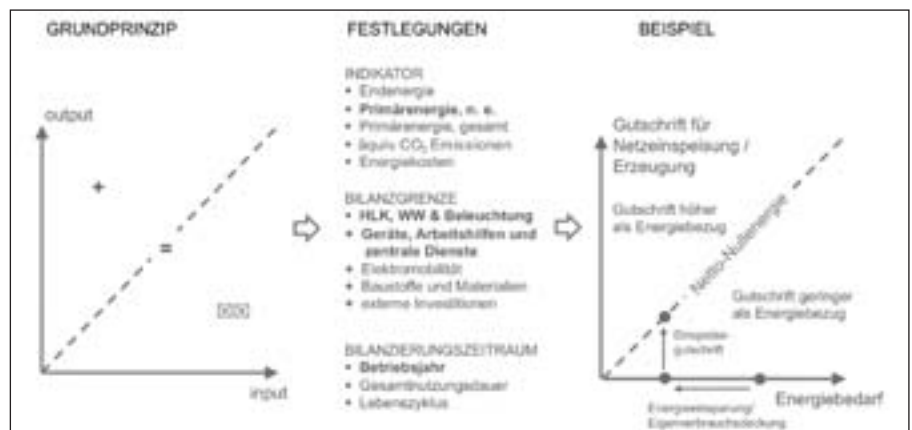 GRUNDPRINZIP
output
+
=
input
FESTLEGUNGEN
INDIKATOR
• Endenergie
• Primärenergie, n. e.
• Primärenergie, gesamt
• äquiv CO₂ Emissionen
• Energiekosten
BILANZGRENZE
• HLK, WW & Beleuchtung
• Geräte, Arbeitshilfen und
zentrale Dienste
+ Elektromobilität
+ Baustoffe und Materialien
+ externe Investitionen
BILANZIERUNGSZEITRAUM
• Betriebsjahr
• Gesamtnutzungsdauer
• Lebenszyklus
BEISPIEL
Gutschrift für
Netzeinspeisung /
Erzeugung
Gutschrift höher
als Energiebezug
Netto-Nullenergie
Gutschrift geringer
als Energiebezug
Einspeise-
gutschrift
Energiebedarf
Energieeinsparung/
Eigenverbrauchsdeckung